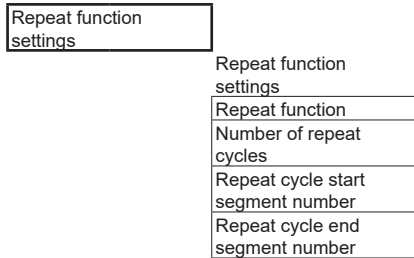 Repeat function
settings
Repeat function
settings
Repeat function
Number of repeat
cycles
Repeat cycle start
segment number
Repeat cycle end
segment number